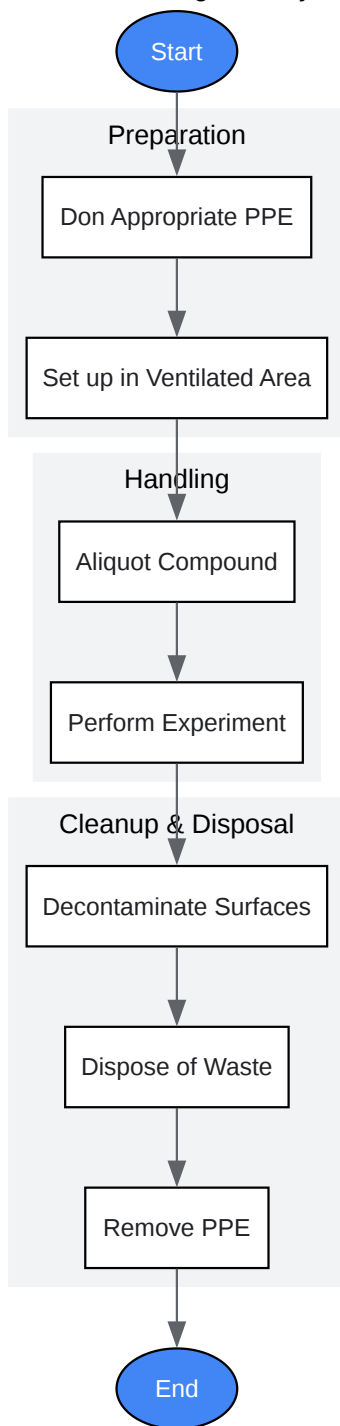 Start
Preparation
Don Appropriate PPE
Set up in Ventilated Area
Handling
Aliquot Compound
Perform Experiment
Cleanup & Disposal
Decontaminate Surfaces
Dispose of Waste
Remove PPE
End